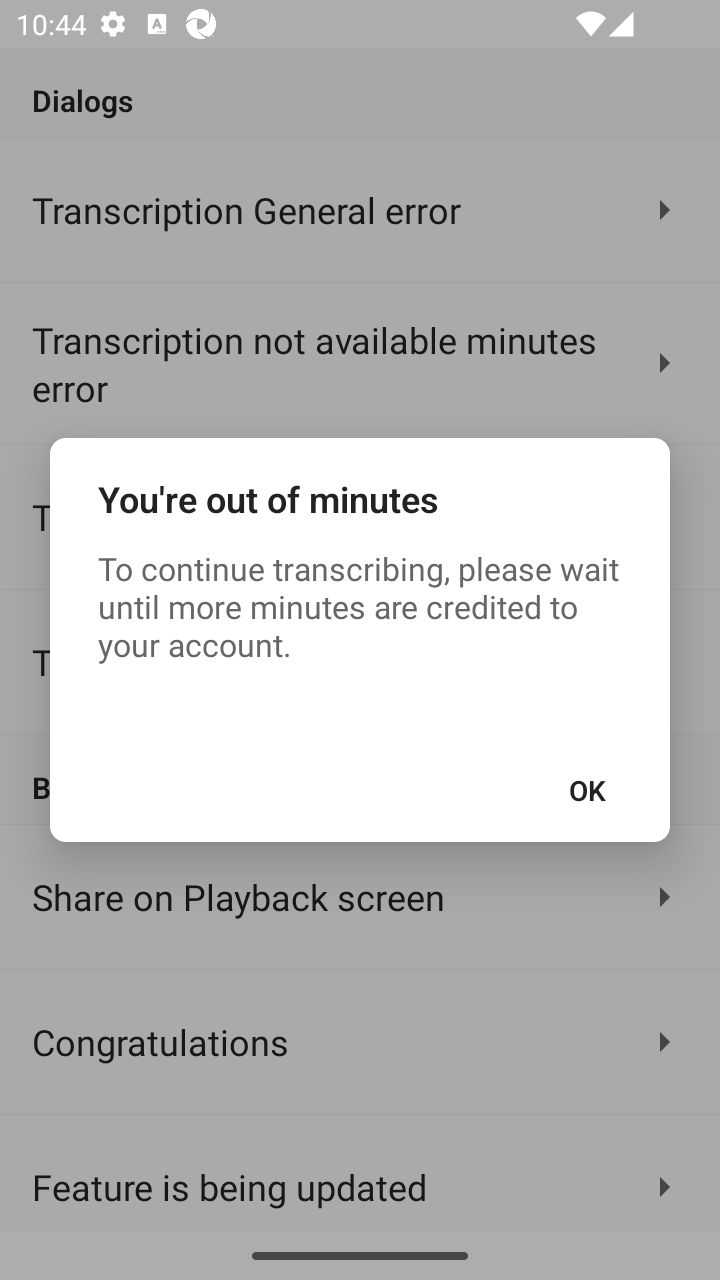 10:44
Dialogs
Transcription General error
Transcription not available minutes
error
T
You're out of minutes
To continue transcribing, please wait
until more minutes are credited to
your account.
T
OK
B
Share on Playback screen
Congratulations
Feature is being updated